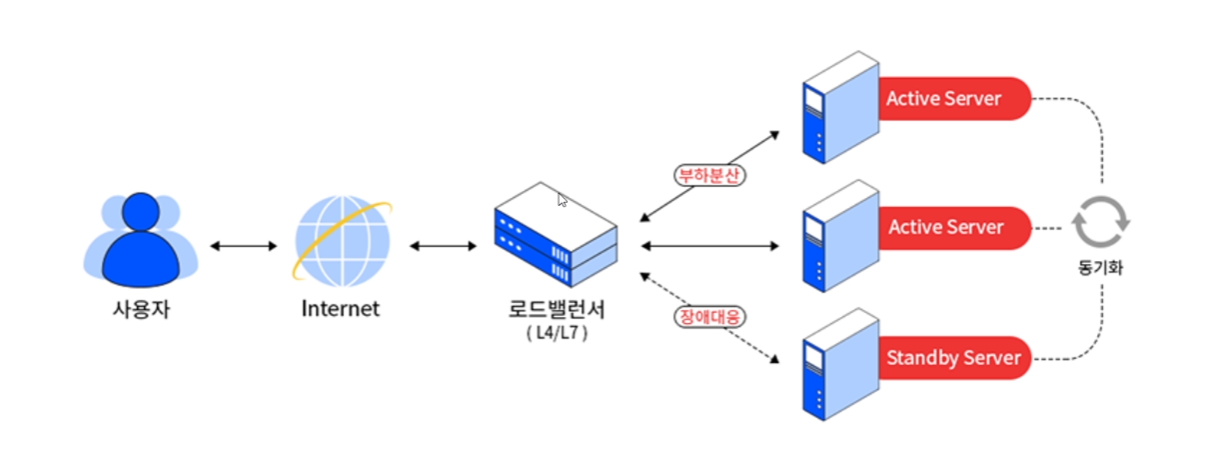 사용자
Internet
로드밸런서
( L4/L7 )
부하분산
장애대응
Active Server
Active Server
Standby Server
동기화